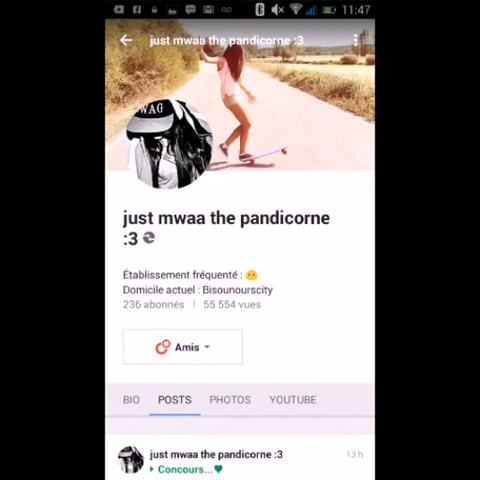 11:47
just mwaa the pandicorne :3
WAG
just mwaa the pandicorne
:3
Établissement fréquenté : 😶
Domicile actuel : Bisounourscity
236 abonnés | 55 554 vues
Amis
BIO POSTS PHOTOS YOUTUBE
just mwaa the pandicorne :3 13 h
Concours...♥